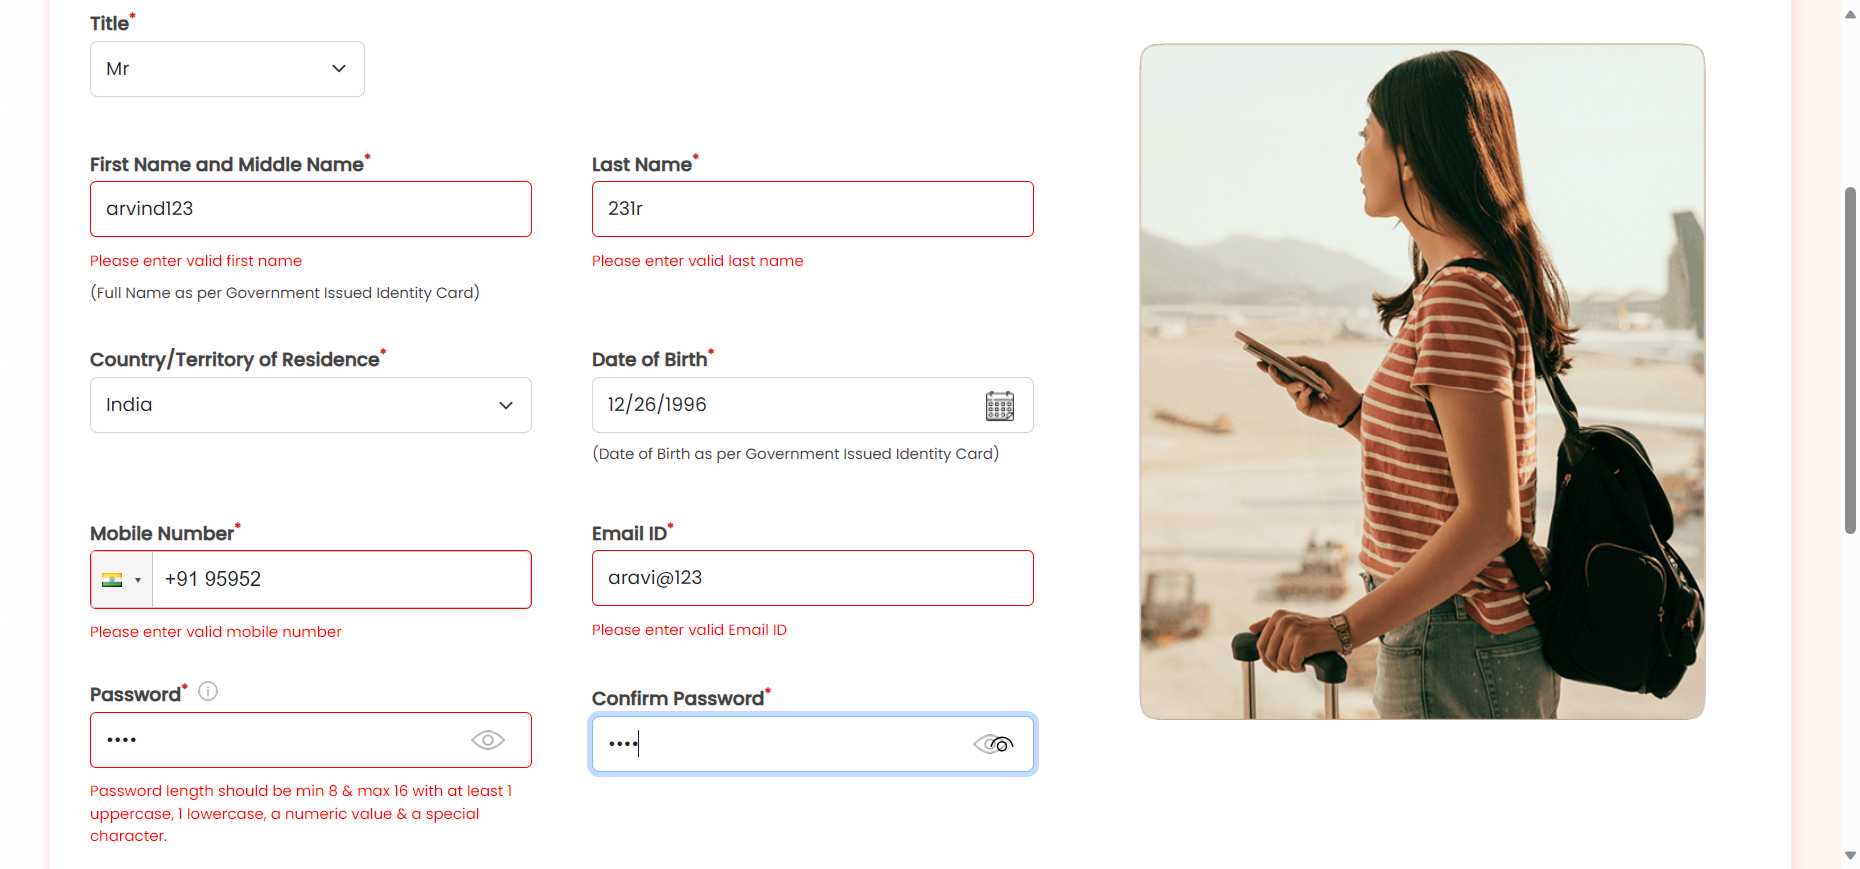 Title*
Mr
First Name and Middle Name*
Last Name*
arvind123
231r
Please enter valid first name
Please enter valid last name
(Full Name as per Government Issued Identity Card)
Country/Territory of Residence*
Date of Birth*
India
12/26/1996
(Date of Birth as per Government Issued Identity Card)
Mobile Number*
Email ID*
+91 95952
aravi@123
Please enter valid mobile number
Please enter valid Email ID
Password*
Confirm Password*
••••
••••
Password length should be min 8 & max 16 with at least 1
uppercase, 1 lowercase, a numeric value & a special
character.